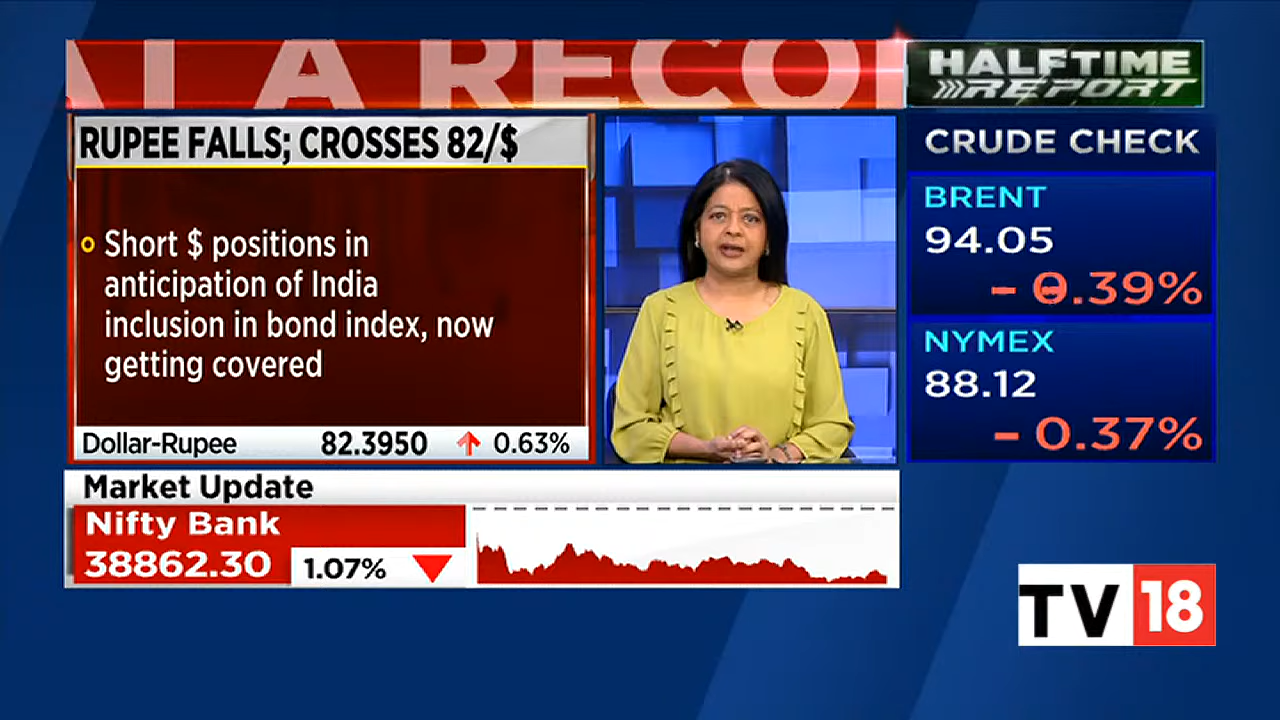 AT A RECO
HALFTIME
REPORT
RUPEE FALLS; CROSSES 82/$
Short $ positions in
anticipation of India
inclusion in bond index, now
getting covered
Dollar-Rupee 82.3950 0.63%
CRUDE CHECK
BRENT
94.05
- 0.39%
NYMEX
88.12
- 0.37%
Market Update
Nifty Bank
38862.30 1.07%
TV18